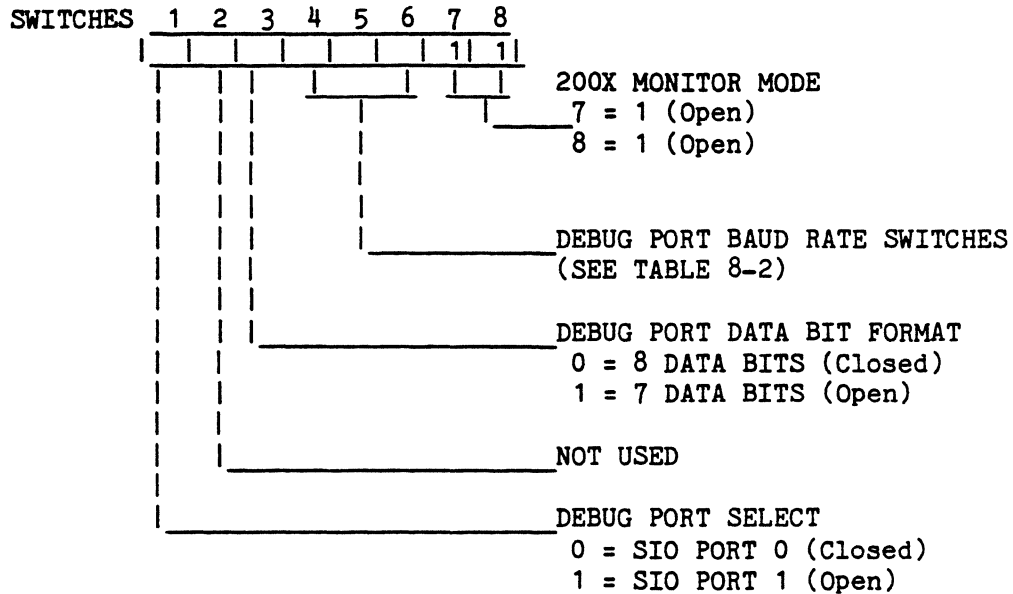 SWITCHES 1 2 3 4 5 6 7 8
1 1
200X MONITOR MODE
7 = 1 (Open)
8 = 1 (Open)
DEBUG PORT BAUD RATE SWITCHES
(SEE TABLE 8-2)
DEBUG PORT DATA BIT FORMAT
0 = 8 DATA BITS (Closed)
1 = 7 DATA BITS (Open)
NOT USED
DEBUG PORT SELECT
0 = SIO PORT 0 (Closed)
1 = SIO PORT 1 (Open)